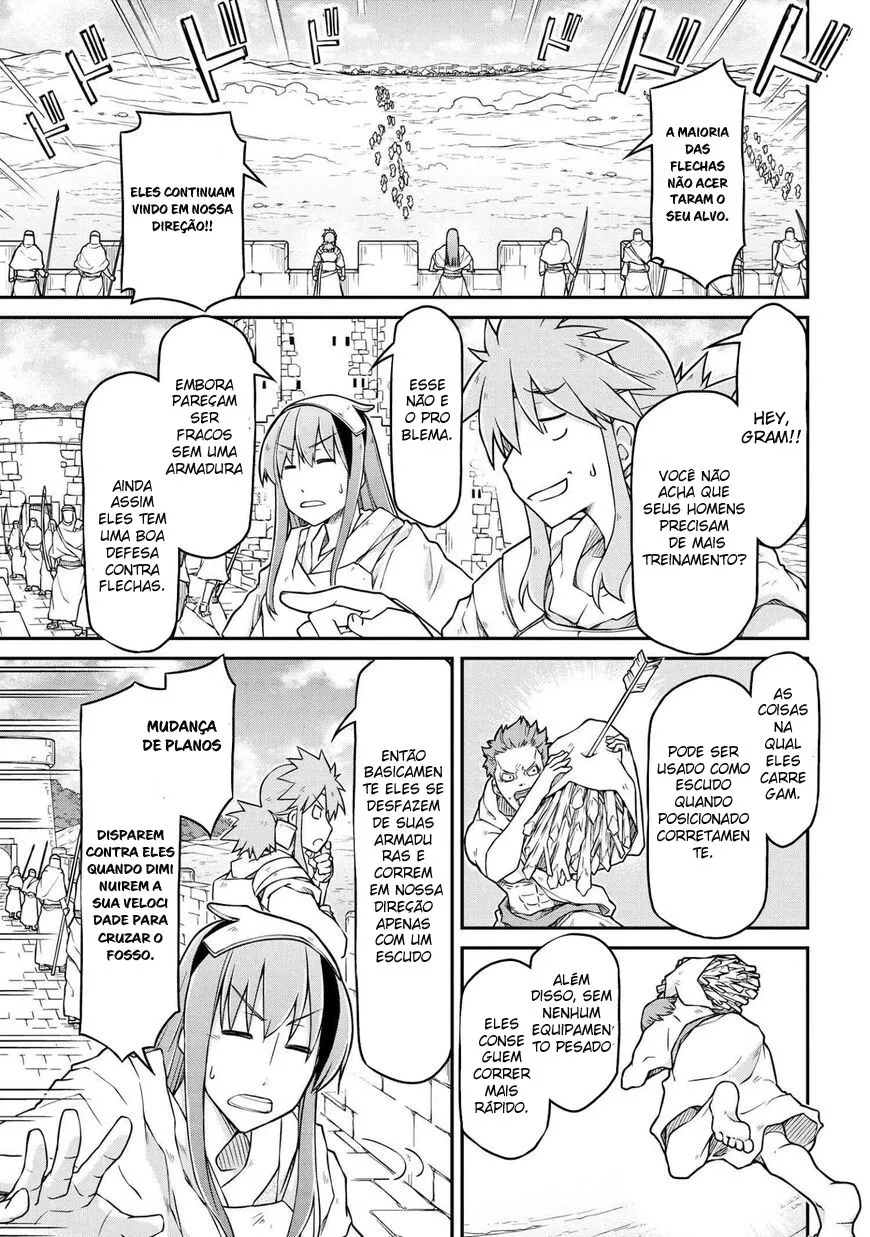 ド ド ド ド ド ド
A MAIORIA
DAS
FLECHAS
NÃO ACER
TARAM O
SEU ALVO.
ELES CONTINUAM
VINDO EM NOSSA
DIREÇÃO!!
HEY,
GRAM!!
VOCÊ NÃO
ACHA QUE
SEUS HOMENS
PRECISAM
DE MAIS
TREINAMENTO?
ESSE
NÃO E
O PRO
BLEMA.
EMBORA
PAREÇAM
SER
FRACOS
SEM UMA
ARMADURA
AINDA
ASSIM
ELES TEM
UMA BOA
DEFESA
CONTRA
FLECHAS.
AS
COISAS
NA
QUAL
ELES
CARRE
GAM.
PODE SER
USADO COMO
ESCUDO
QUANDO
POSICIONADO
CORRETAMEN
TE.
ALÉM
DISSO, SEM
NENHUM
EQUIPAMEN
TO PESADO
ELES
CONSE
GUEM
CORRER
MAIS
RÁPIDO.
ENTÃO
BASICAMEN
TE ELES SE
DESFAZEM
DE SUAS
ARMADU
RAS E
CORREM
EM NOSSA
DIREÇÃO
APENAS
COM UM
ESCUDO
MUDANÇA
DE PLANOS
DISPAREM
CONTRA ELES
QUANDO DIMI
NUIREM A
SUA VELOCI
DADE PARA
CRUZAR O
FOSSO.